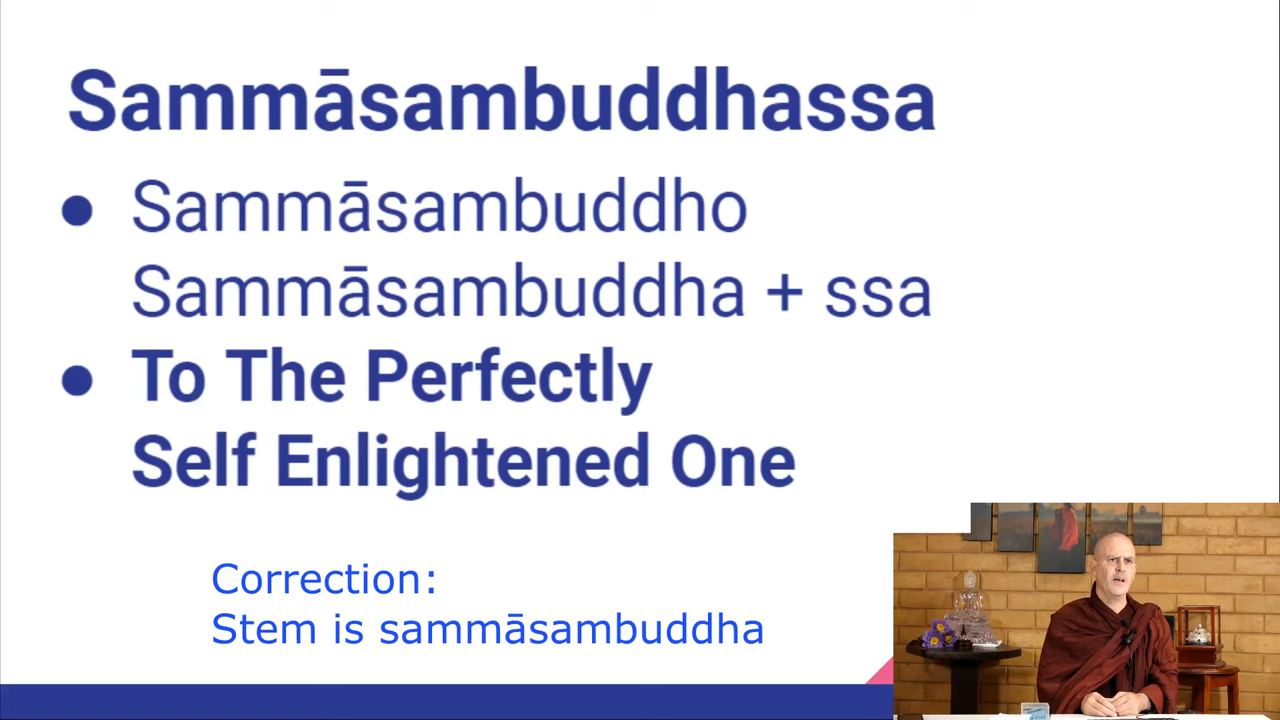 Sammāsambuddhassa
● Sammāsambuddho
Sammāsambuddha + ssa
● To The Perfectly
Self Enlightened One
Correction:
Stem is sammāsambuddha